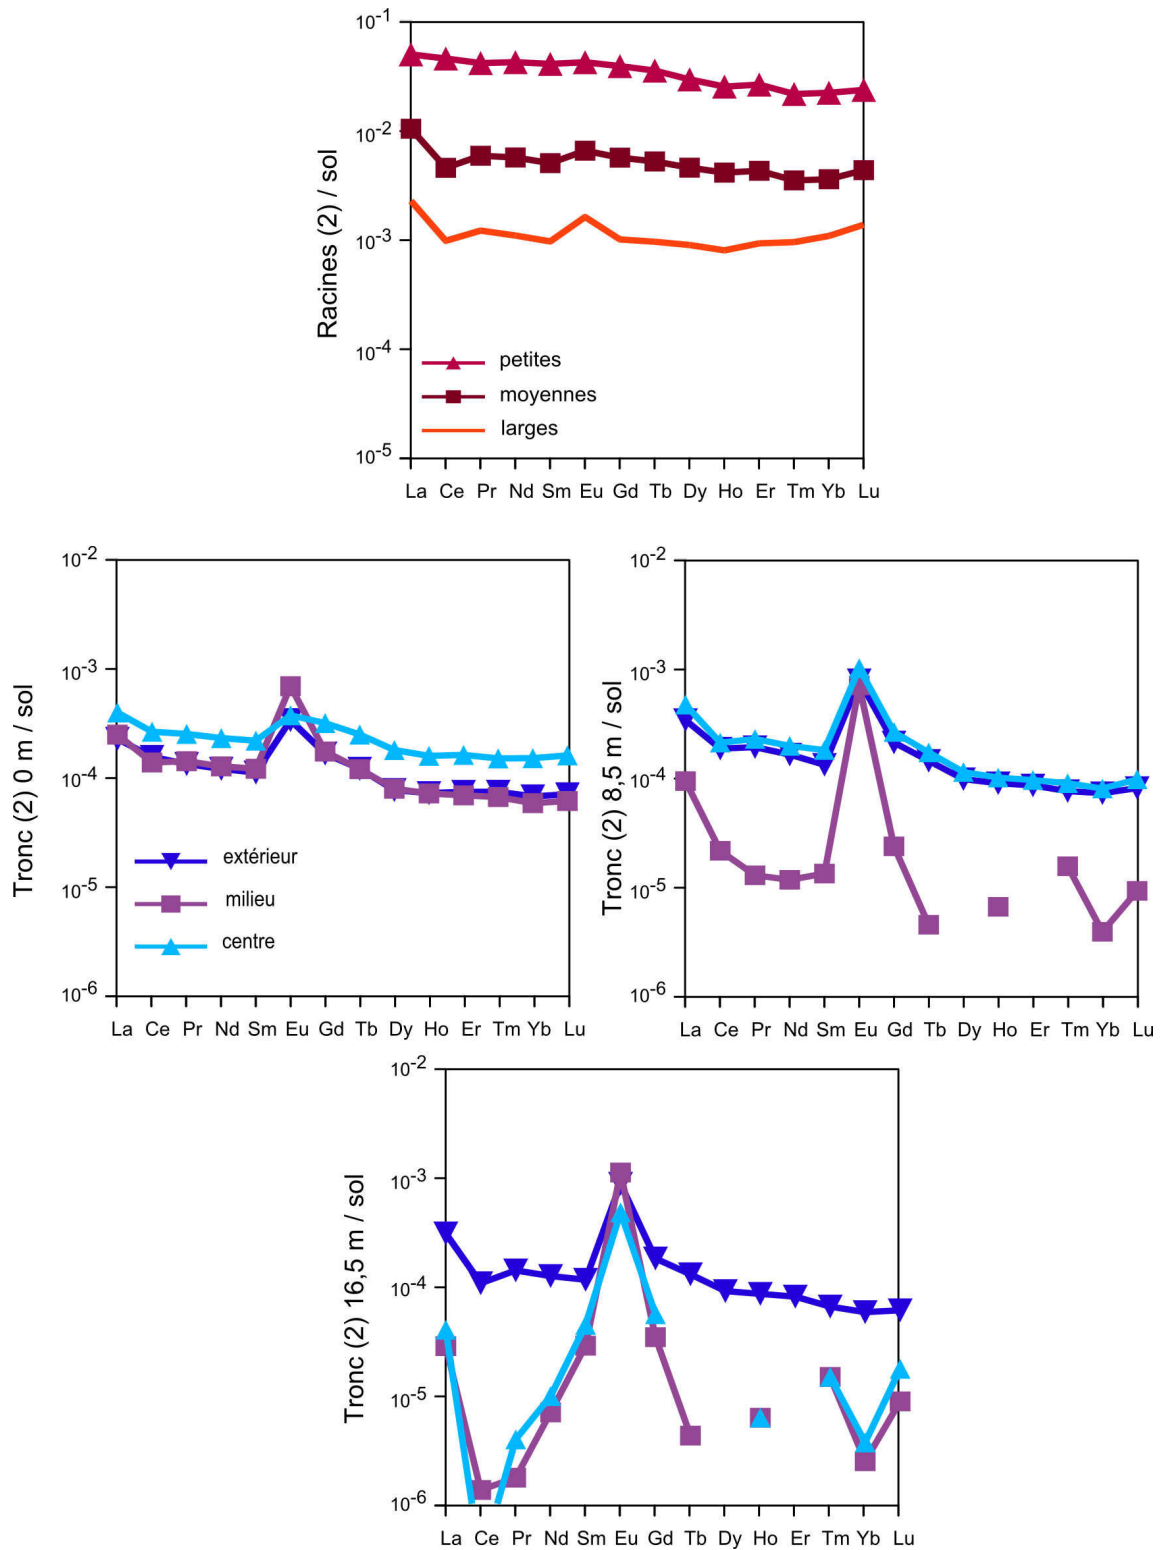 Racines (2) / sol
10-1
10-2
10-3
10-4
10-5
petites
moyennes
larges
La Ce Pr Nd Sm Eu Gd Tb Dy Ho Er Tm Yb Lu
Tronc (2) 0 m / sol
10-2
10-3
10-4
10-5
10-6
extérieur
milieu
centre
La Ce Pr Nd Sm Eu Gd Tb Dy Ho Er Tm Yb Lu
Tronc (2) 8,5 m / sol
10-2
10-3
10-4
10-5
10-6
La Ce Pr Nd Sm Eu Gd Tb Dy Ho Er Tm Yb Lu
Tronc (2) 16,5 m / sol
10-2
10-3
10-4
10-5
10-6
La Ce Pr Nd Sm Eu Gd Tb Dy Ho Er Tm Yb Lu